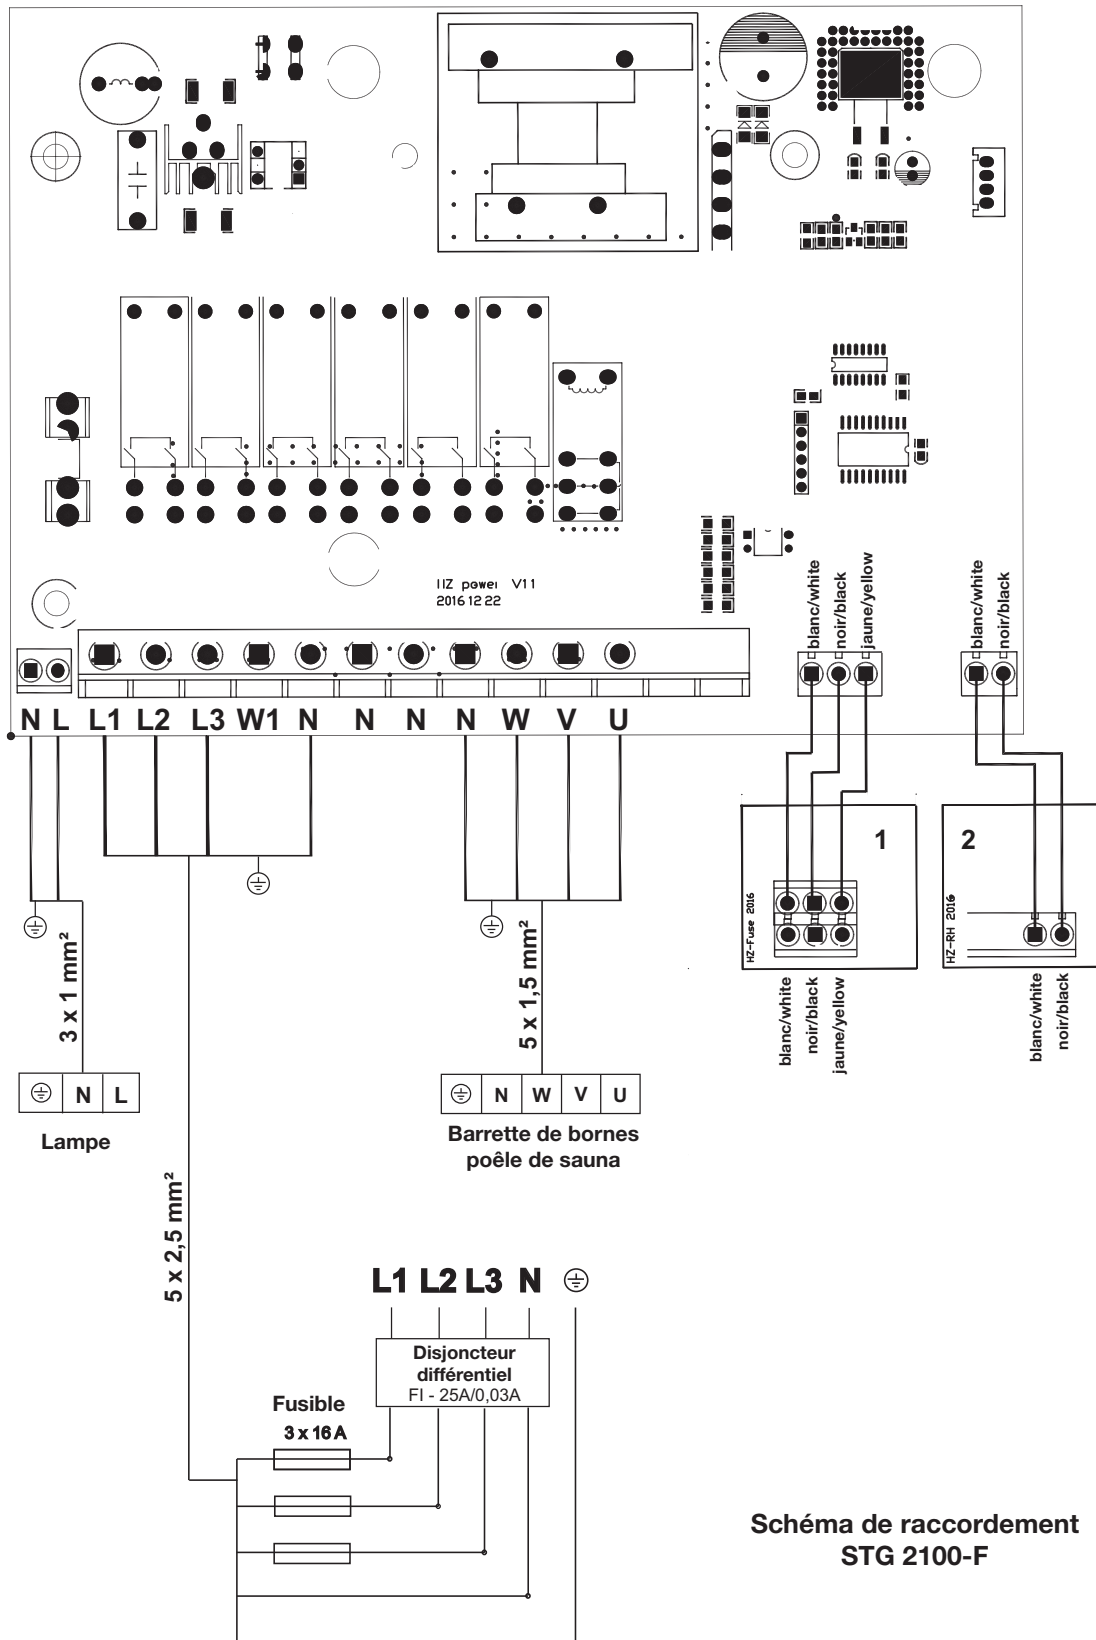 IIZ power V11
2016 12 22
blanc/white
noir/black
jaune/yellow
blanc/white
noir/black
N L L1 L2 L3 W1 N N N N W V U
1
2
HZ-Fuse 2016
HZ-RH 2016
blanc/white
noir/black
jaune/yellow
blanc/white
noir/black
3 x 1 mm²
5 x 1,5 mm²
N L
Lampe
N W V U
Barrette de bornes
poêle de sauna
5 x 2,5 mm²
L1 L2 L3 N
Disjoncteur
différentiel
FI - 25A/0,03A
Fusible
3 x 16 A
Schéma de raccordement
STG 2100-F